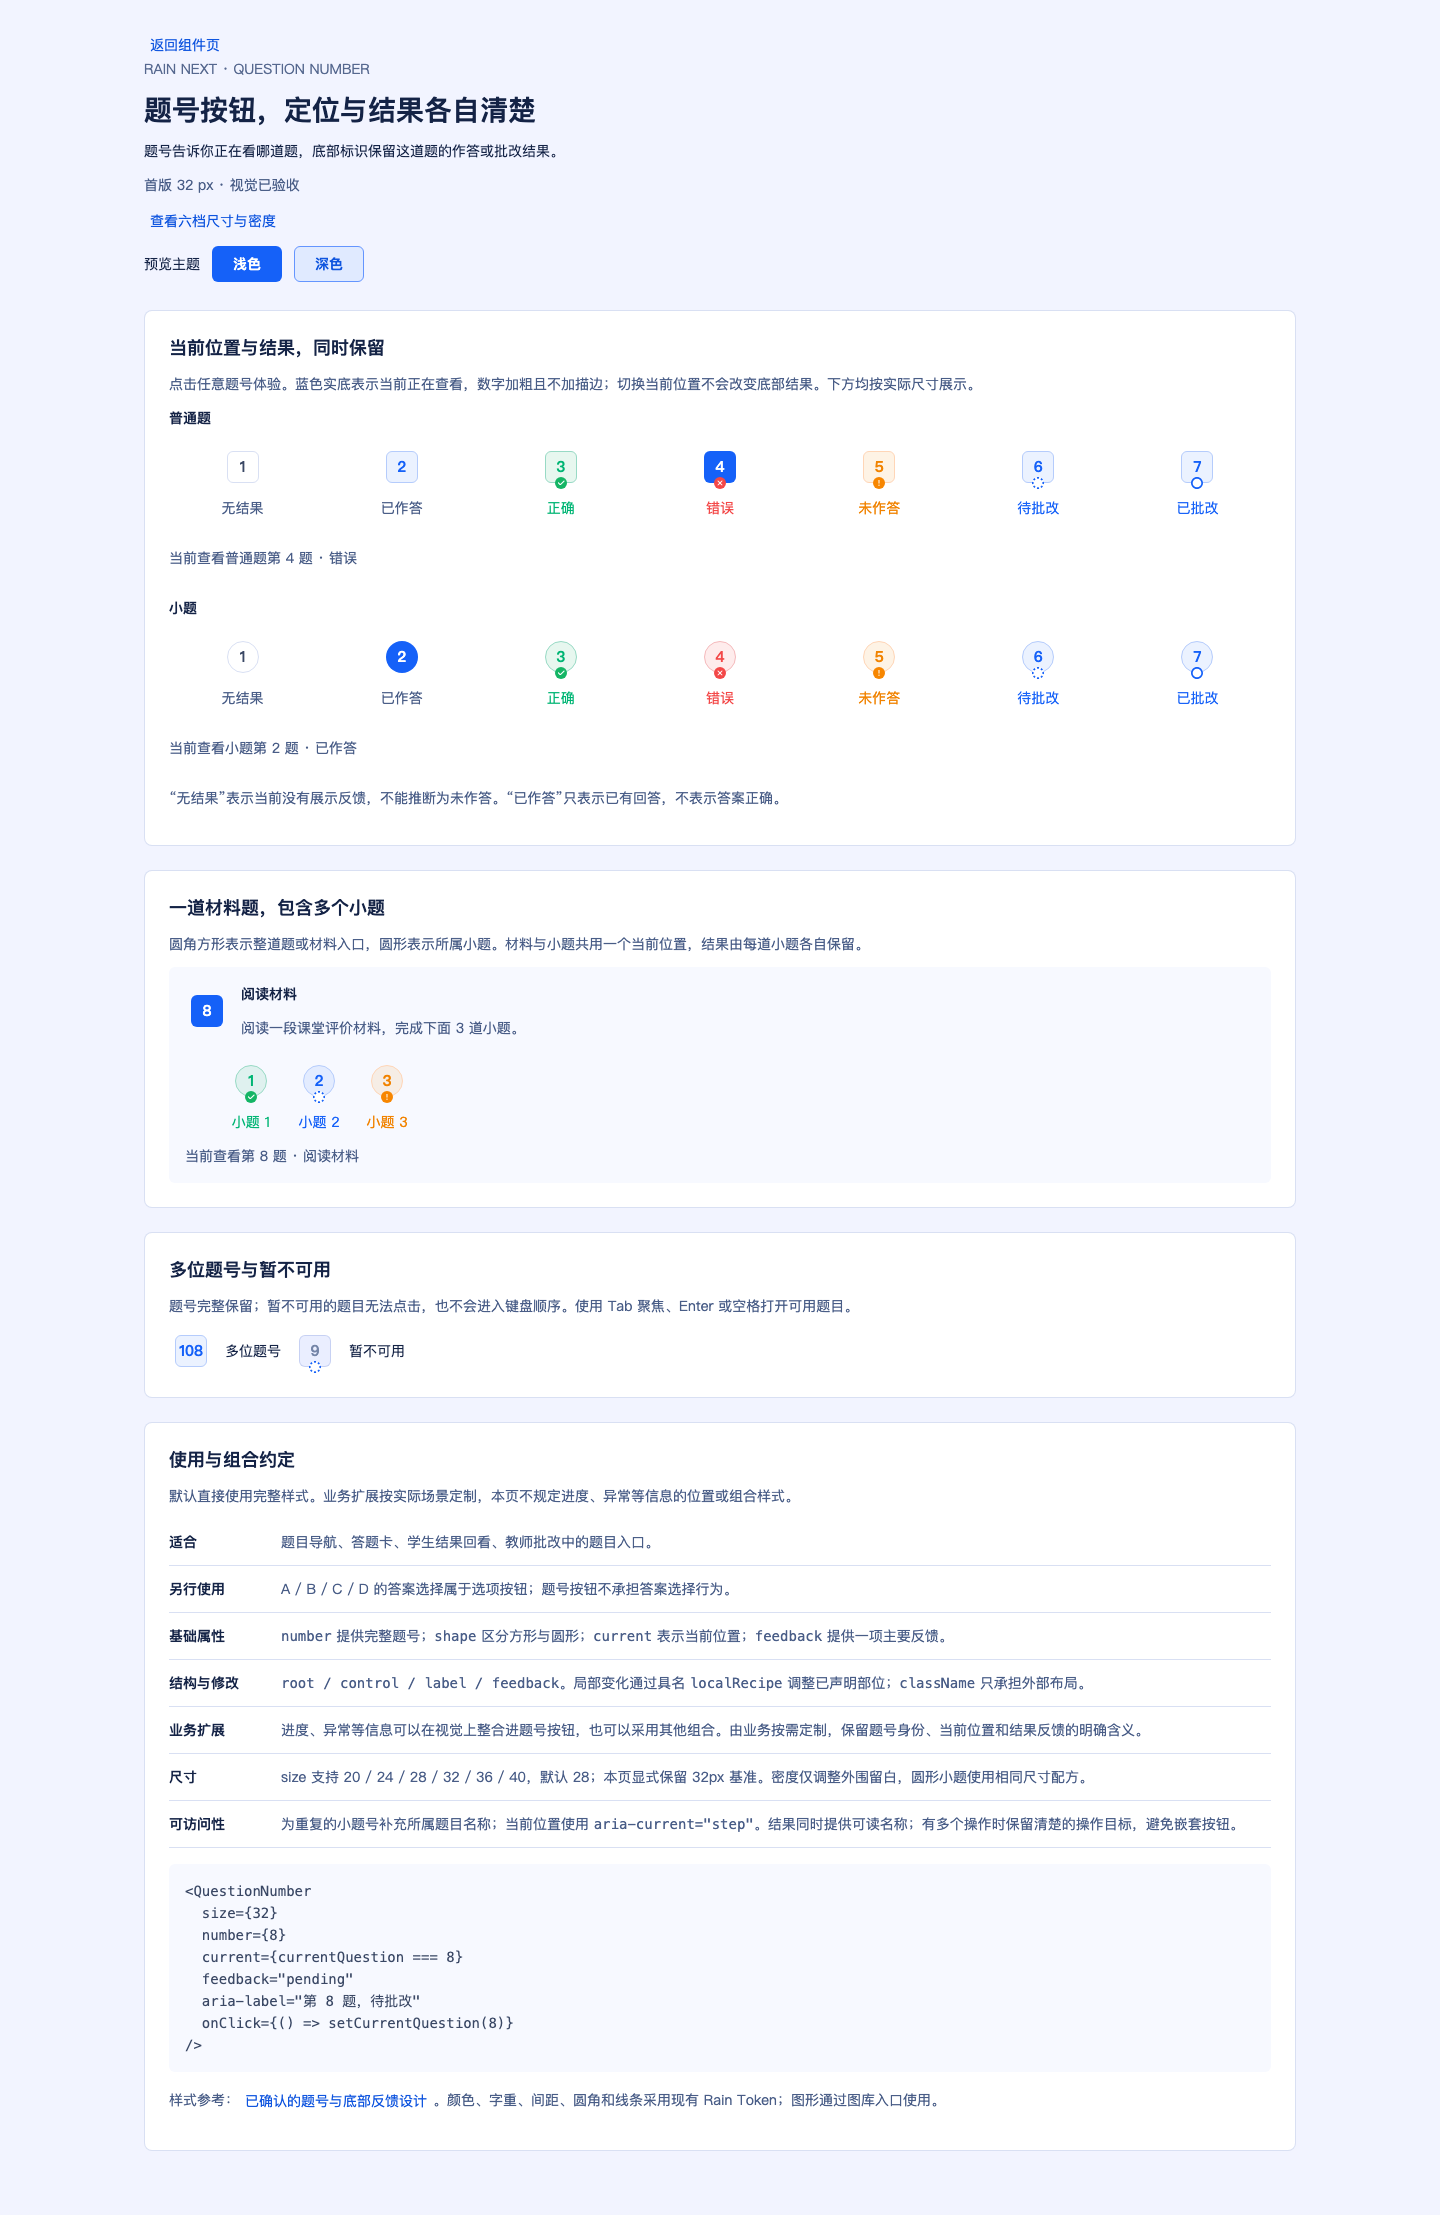 返回组件页
RAIN NEXT · QUESTION NUMBER
题号按钮，定位与结果各自清楚
题号告诉你正在看哪道题，底部标识保留这道题的作答或批改结果。
首版 32 px · 视觉已验收
查看六档尺寸与密度
预览主题 浅色 深色
当前位置与结果，同时保留
点击任意题号体验。蓝色实底表示当前正在查看，数字加粗且不加描边；切换当前位置不会改变底部结果。下方均按实际尺寸展示。
普通题
1 2 3 4 5 6 7
无结果 已作答 正确 错误 未作答 待批改 已批改
当前查看普通题第 4 题 · 错误
小题
1 2 3 4 5 6 7
无结果 已作答 正确 错误 未作答 待批改 已批改
当前查看小题第 2 题 · 已作答
“无结果”表示当前没有展示反馈，不能推断为未作答。“已作答”只表示已有回答，不表示答案正确。
一道材料题，包含多个小题
圆角方形表示整道题或材料入口，圆形表示所属小题。材料与小题共用一个当前位置，结果由每道小题各自保留。
8 阅读材料
阅读一段课堂评价材料，完成下面 3 道小题。
1 2 3
小题 1 小题 2 小题 3
当前查看第 8 题 · 阅读材料
多位题号与暂不可用
题号完整保留；暂不可用的题目无法点击，也不会进入键盘顺序。使用 Tab 聚焦、Enter 或空格打开可用题目。
108 多位题号 9 暂不可用
使用与组合约定
默认直接使用完整样式。业务扩展按实际场景定制，本页不规定进度、异常等信息的位置或组合样式。
适合 题目导航、答题卡、学生结果回看、教师批改中的题目入口。
另行使用 A / B / C / D 的答案选择属于选项按钮；题号按钮不承担答案选择行为。
基础属性 number 提供完整题号；shape 区分方形与圆形；current 表示当前位置；feedback 提供一项主要反馈。
结构与修改 root / control / label / feedback。局部变化通过具名 localRecipe 调整已声明部位；className 只承担外部布局。
业务扩展 进度、异常等信息可以在视觉上整合进题号按钮，也可以采用其他组合。由业务按需定制，保留题号身份、当前位置和结果反馈的明确含义。
尺寸 size 支持 20 / 24 / 28 / 32 / 36 / 40，默认 28；本页显式保留 32px 基准。密度仅调整外围留白，圆形小题使用相同尺寸配方。
可访问性 为重复的小题号补充所属题目名称；当前位置使用 aria-current="step"。结果同时提供可读名称；有多个操作时保留清楚的操作目标，避免嵌套按钮。
<QuestionNumber
size={32}
number={8}
current={currentQuestion === 8}
feedback="pending"
aria-label="第 8 题，待批改"
onClick={() => setCurrentQuestion(8)}
/>
样式参考： 已确认的题号与底部反馈设计 。颜色、字重、间距、圆角和线条采用现有 Rain Token；图形通过图库入口使用。